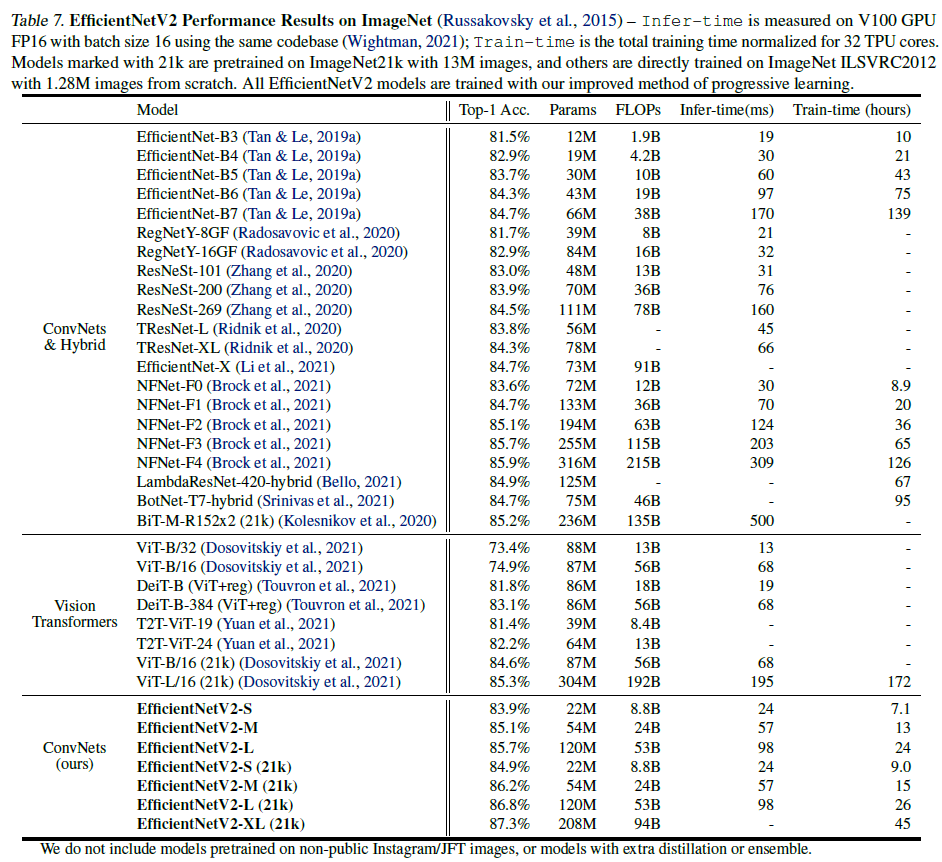 Table 7. EfficientNetV2 Performance Results on ImageNet (Russakovsky et al., 2015) – Infer-time is measured on V100 GPU
FP16 with batch size 16 using the same codebase (Wightman, 2021); Train-time is the total training time normalized for 32 TPU cores.
Models marked with 21k are pretrained on ImageNet21k with 13M images, and others are directly trained on ImageNet ILSVRC2012
with 1.28M images from scratch. All EfficientNetV2 models are trained with our improved method of progressive learning.
Model Top-1 Acc. Params FLOPs Infer-time(ms) Train-time (hours)
EfficientNet-B3 (Tan & Le, 2019a) 81.5% 12M 1.9B 19 10
EfficientNet-B4 (Tan & Le, 2019a) 82.9% 19M 4.2B 30 21
EfficientNet-B5 (Tan & Le, 2019a) 83.7% 30M 10B 60 43
EfficientNet-B6 (Tan & Le, 2019a) 84.3% 43M 19B 97 75
EfficientNet-B7 (Tan & Le, 2019a) 84.7% 66M 38B 170 139
RegNetY-8GF (Radosavovic et al., 2020) 81.7% 39M 8B 21 -
RegNetY-16GF (Radosavovic et al., 2020) 82.9% 84M 16B 32 -
ResNeSt-101 (Zhang et al., 2020) 83.0% 48M 13B 31 -
ResNeSt-200 (Zhang et al., 2020) 83.9% 70M 36B 76 -
ResNeSt-269 (Zhang et al., 2020) 84.5% 111M 78B 160 -
ConvNets
& Hybrid
TResNet-L (Ridnik et al., 2020) 83.8% 56M - 45 -
TResNet-XL (Ridnik et al., 2020) 84.3% 78M - 66 -
EfficientNet-X (Li et al., 2021) 84.7% 73M 91B - -
NFNet-F0 (Brock et al., 2021) 83.6% 72M 12B 30 8.9
NFNet-F1 (Brock et al., 2021) 84.7% 133M 36B 70 20
NFNet-F2 (Brock et al., 2021) 85.1% 194M 63B 124 36
NFNet-F3 (Brock et al., 2021) 85.7% 255M 115B 203 65
NFNet-F4 (Brock et al., 2021) 85.9% 316M 215B 309 126
LambdaResNet-420-hybrid (Bello, 2021) 84.9% 125M - - 67
BotNet-T7-hybrid (Srinivas et al., 2021) 84.7% 75M 46B - 95
BiT-M-R152x2 (21k) (Kolesnikov et al., 2020) 85.2% 236M 135B 500 -
ViT-B/32 (Dosovitskiy et al., 2021) 73.4% 88M 13B 13 -
ViT-B/16 (Dosovitskiy et al., 2021) 74.9% 87M 56B 68 -
DeiT-B (ViT+reg) (Touvron et al., 2021) 81.8% 86M 18B 19 -
Vision
Transformers
DeiT-B-384 (ViT+reg) (Touvron et al., 2021) 83.1% 86M 56B 68 -
T2T-ViT-19 (Yuan et al., 2021) 81.4% 39M 8.4B - -
T2T-ViT-24 (Yuan et al., 2021) 82.2% 64M 13B - -
ViT-B/16 (21k) (Dosovitskiy et al., 2021) 84.6% 87M 56B 68 -
ViT-L/16 (21k) (Dosovitskiy et al., 2021) 85.3% 304M 192B 195 172
EfficientNetV2-S 83.9% 22M 8.8B 24 7.1
EfficientNetV2-M 85.1% 54M 24B 57 13
ConvNets
(ours)
EfficientNetV2-L 85.7% 120M 53B 98 24
EfficientNetV2-S (21k) 84.9% 22M 8.8B 24 9.0
EfficientNetV2-M (21k) 86.2% 54M 24B 57 15
EfficientNetV2-L (21k) 86.8% 120M 53B 98 26
EfficientNetV2-XL (21k) 87.3% 208M 94B - 45
We do not include models pretrained on non-public Instagram/JFT images, or models with extra distillation or ensemble.